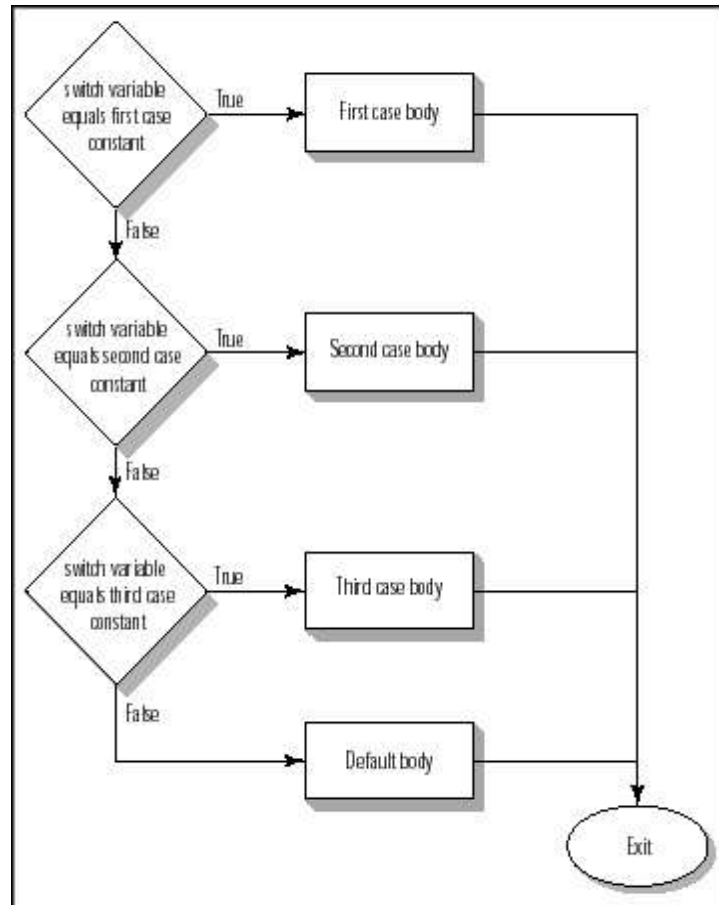 switch variable
equals first case
constant
True
First case body
False
switch variable
equals second case
constant
True
Second case body
False
switch variable
equals third case
constant
True
Third case body
False
Default body
Exit